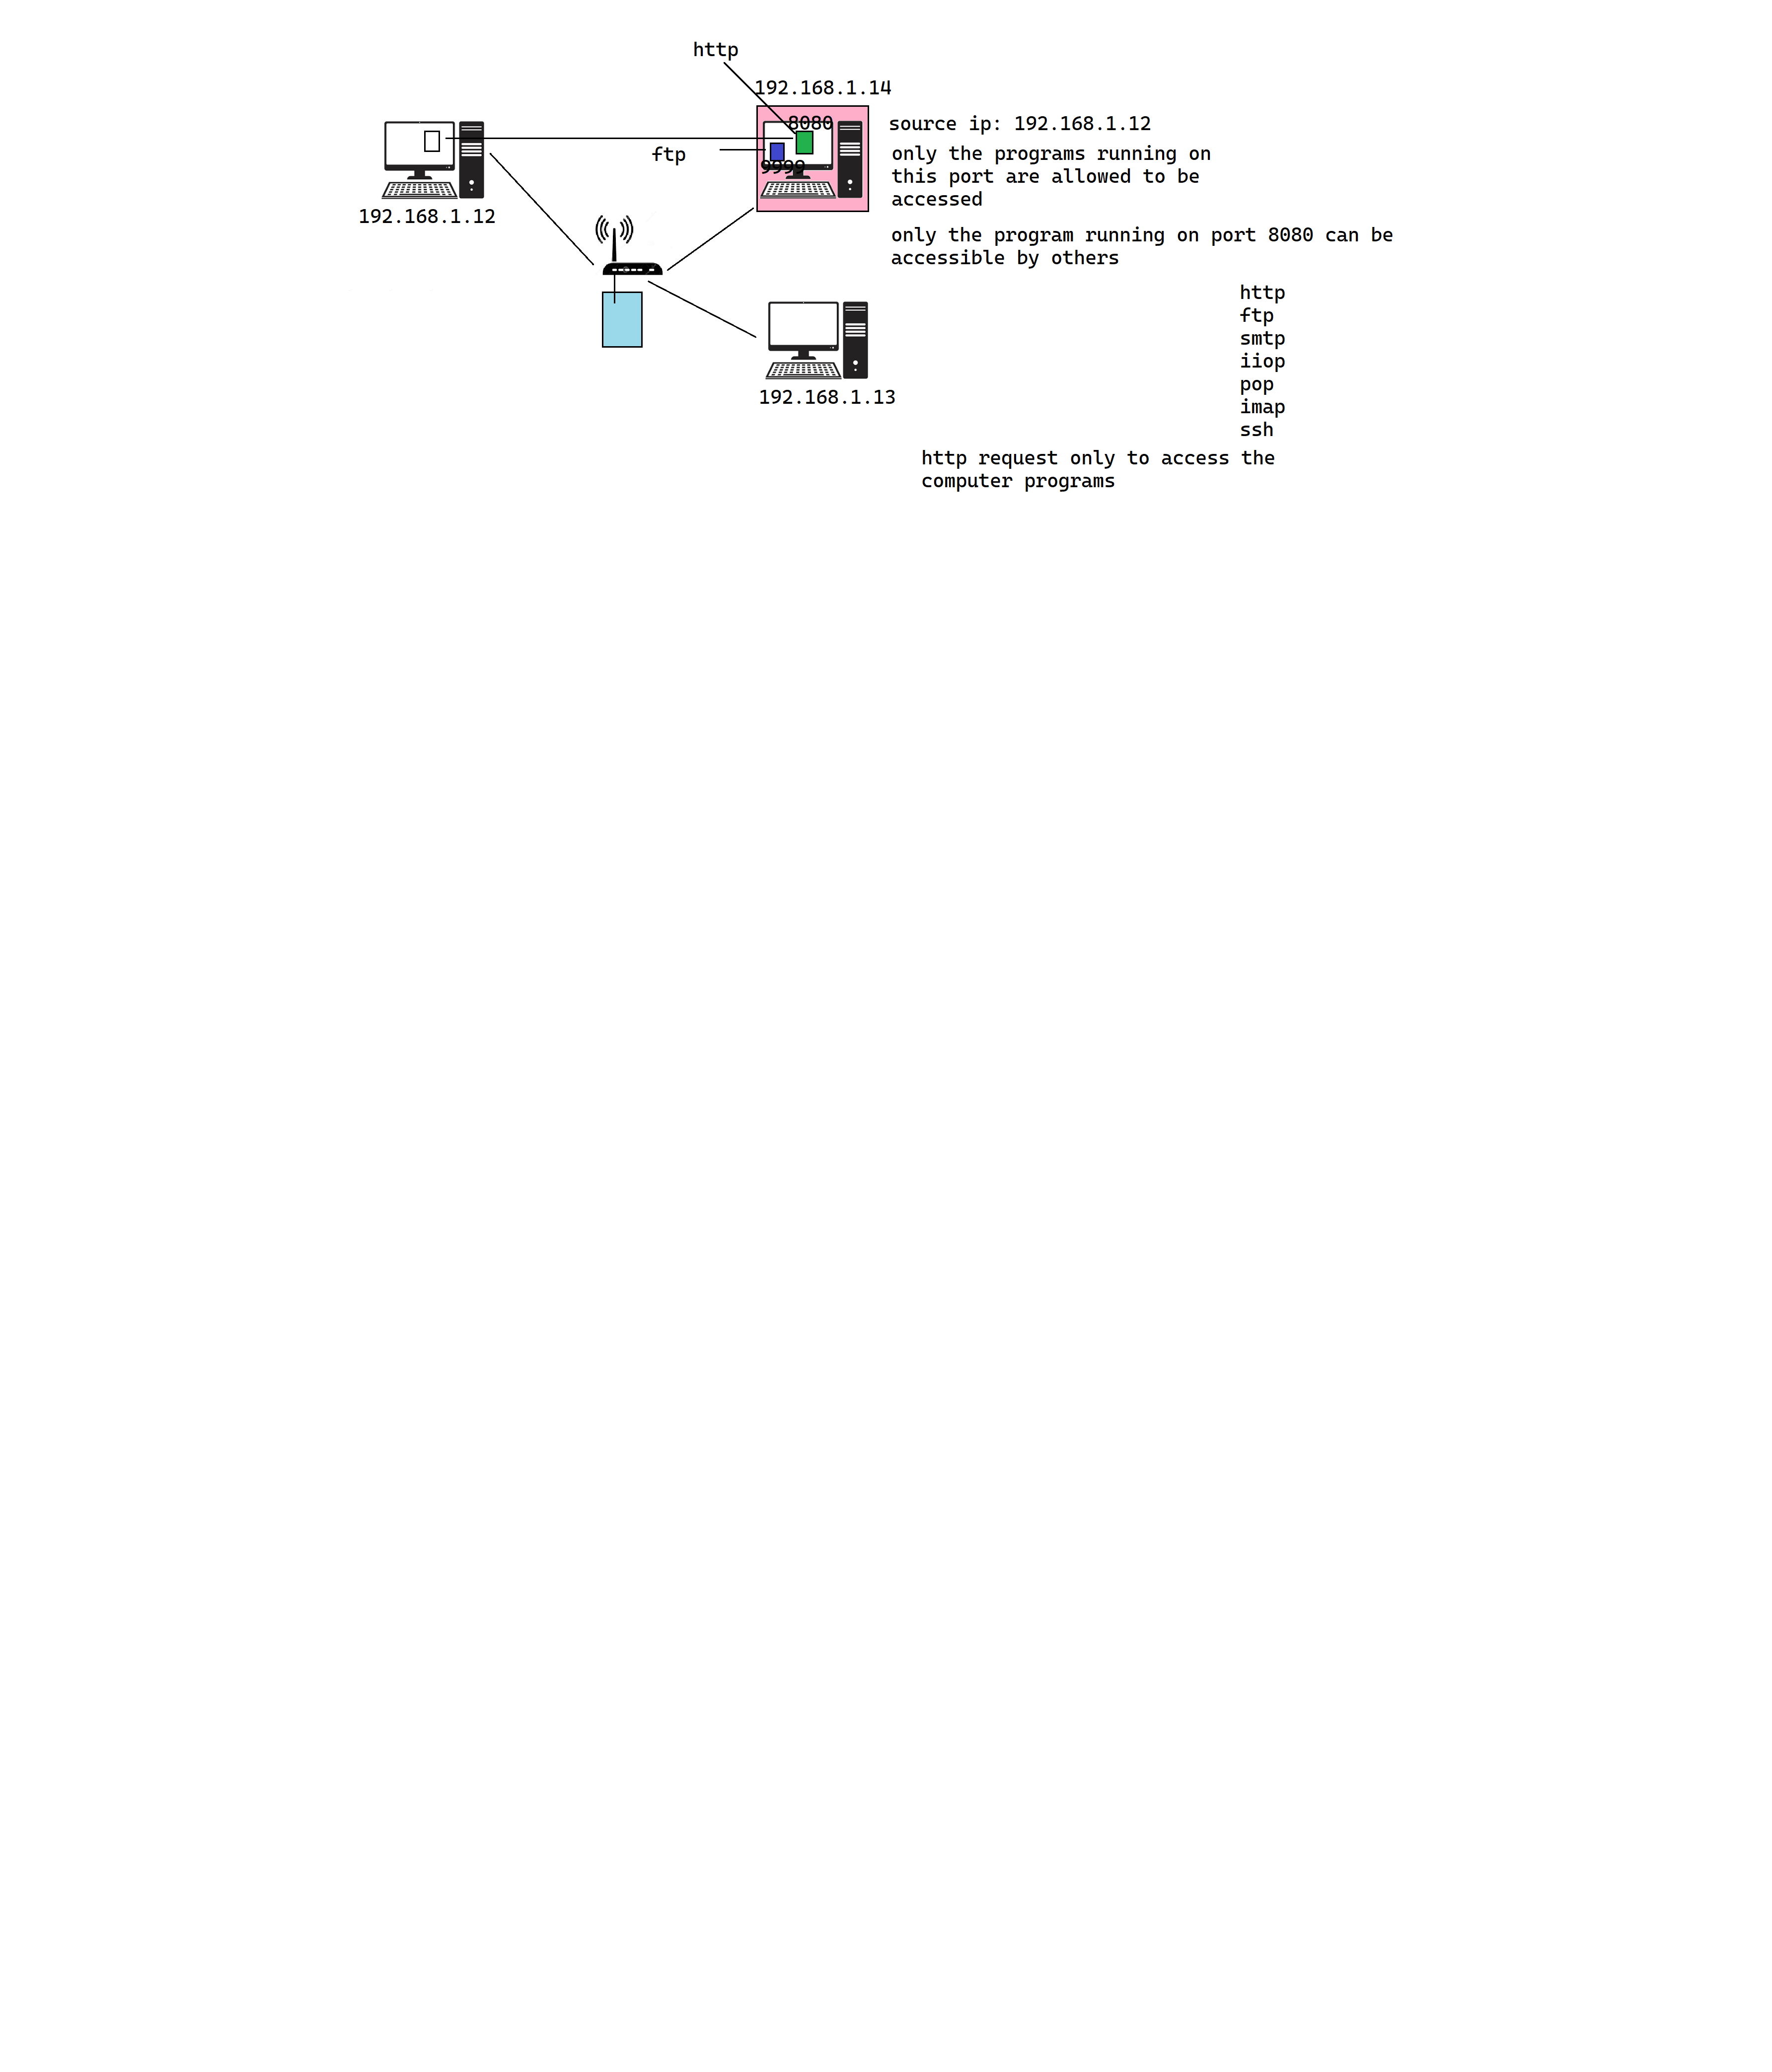 http
192.168.1.14
8080
source ip: 192.168.1.12
ftp
9999
only the programs running on
this port are allowed to be
accessed
192.168.1.12
only the program running on port 8080 can be
accessible by others
http
ftp
smtp
iiop
pop
imap
ssh
192.168.1.13
http request only to access the
computer programs